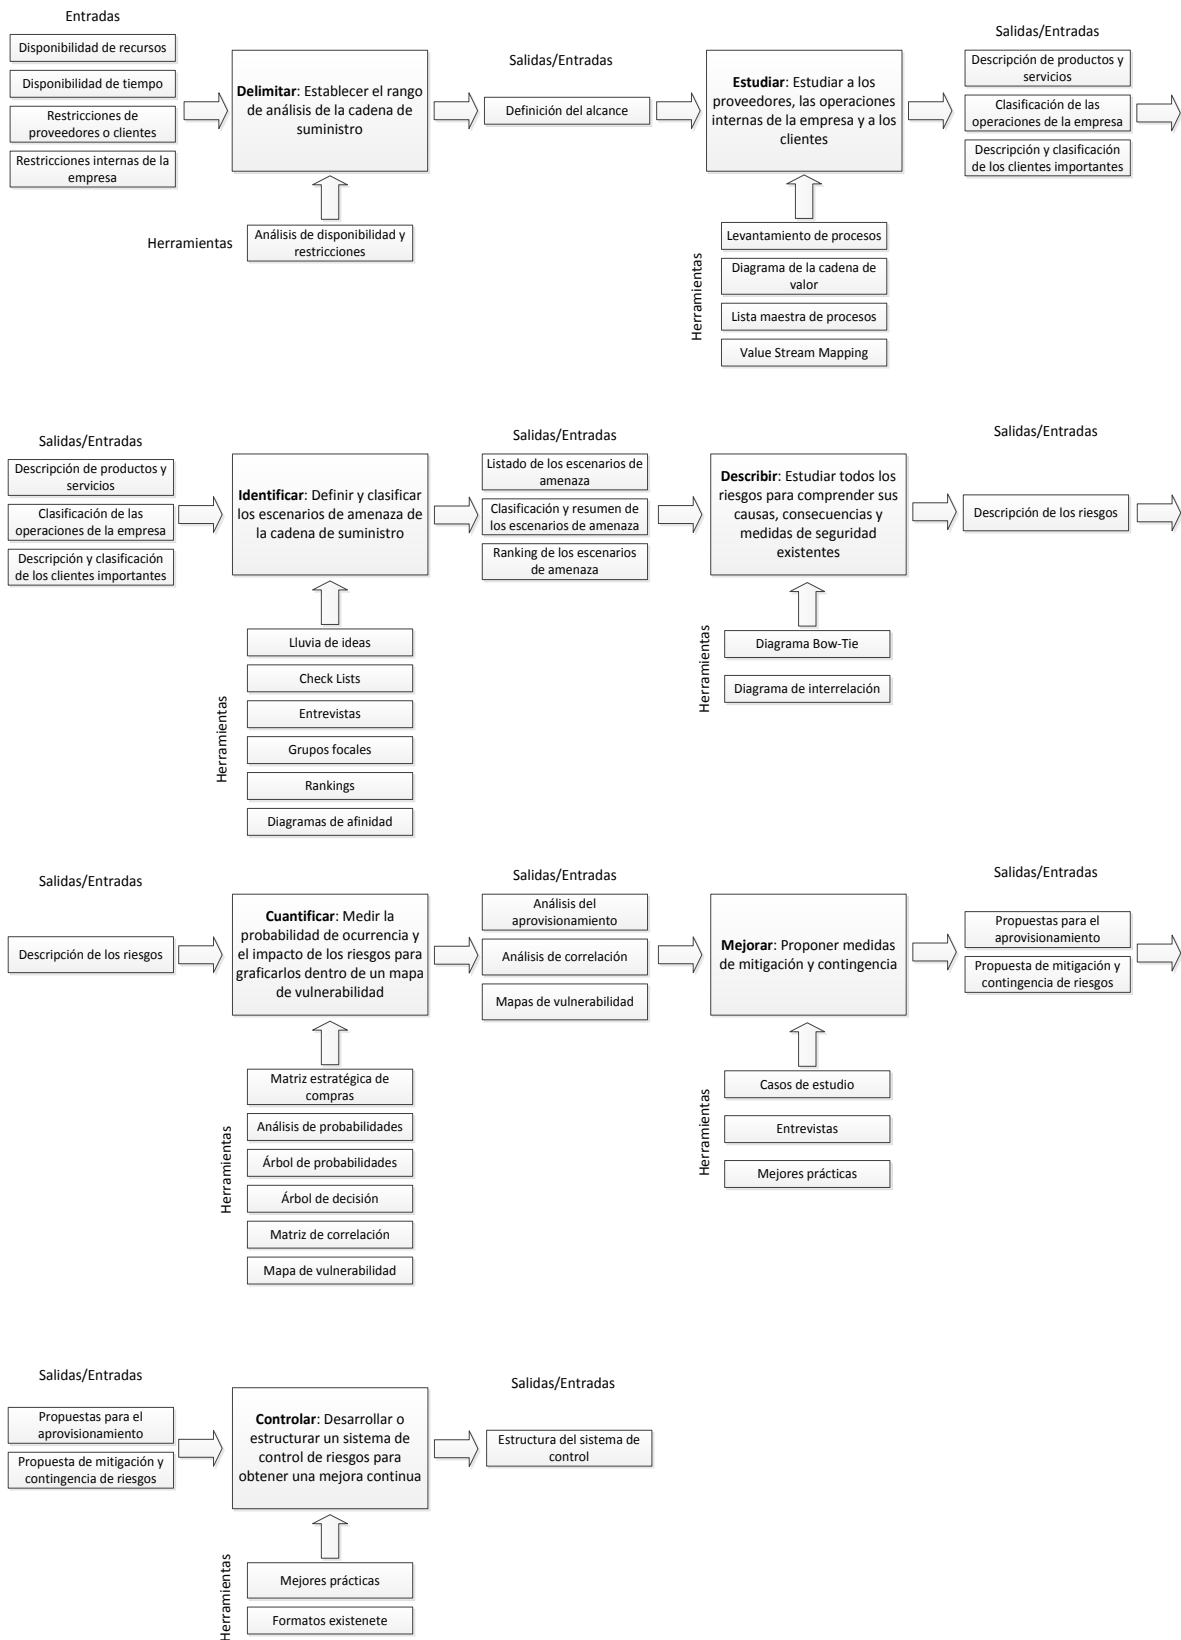 Entradas
Disponibilidad de recursos
Disponibilidad de tiempo
Restricciones de
proveedores o clientes
Restricciones internas de la
empresa
Delimitar: Establecer el rango
de análisis de la cadena de
suministro
Herramientas
Análisis de disponibilidad y
restricciones
Salidas/Entradas
Definición del alcance
Estudiar: Estudiar a los
proveedores, las operaciones
internas de la empresa y a los
clientes
Herramientas
Levantamiento de procesos
Diagrama de la cadena de
valor
Lista maestra de procesos
Value Stream Mapping
Salidas/Entradas
Descripción de productos y
servicios
Clasificación de las
operaciones de la empresa
Descripción y clasificación
de los clientes importantes
Salidas/Entradas
Descripción de productos y
servicios
Clasificación de las
operaciones de la empresa
Descripción y clasificación
de los clientes importantes
Identificar: Definir y clasificar
los escenarios de amenaza de
la cadena de suministro
Herramientas
Lluvia de ideas
Check Lists
Entrevistas
Grupos focales
Rankings
Diagramas de afinidad
Salidas/Entradas
Listado de los escenarios de
amenaza
Clasificación y resumen de
los escenarios de amenaza
Ranking de los escenarios
de amenaza
Describir: Estudiar todos los
riesgos para comprender sus
causas, consecuencias y
medidas de seguridad
existentes
Herramientas
Diagrama Bow-Tie
Diagrama de interrelación
Salidas/Entradas
Descripción de los riesgos
Salidas/Entradas
Descripción de los riesgos
Cuantificar: Medir la
probabilidad de ocurrencia y
el impacto de los riesgos para
graficarlos dentro de un mapa
de vulnerabilidad
Herramientas
Matriz estratégica de
compras
Análisis de probabilidades
Árbol de probabilidades
Árbol de decisión
Matriz de correlación
Mapa de vulnerabilidad
Salidas/Entradas
Análisis del
aprovisionamiento
Análisis de correlación
Mapas de vulnerabilidad
Mejorar: Proponer medidas
de mitigación y contingencia
Herramientas
Casos de estudio
Entrevistas
Mejores prácticas
Salidas/Entradas
Propuestas para el
aprovisionamiento
Propuesta de mitigación y
contingencia de riesgos
Salidas/Entradas
Propuestas para el
aprovisionamiento
Propuesta de mitigación y
contingencia de riesgos
Controlar: Desarrollar o
estructurar un sistema de
control de riesgos para
obtener una mejora continua
Herramientas
Mejores prácticas
Formatos existenete
Salidas/Entradas
Estructura del sistema de
control